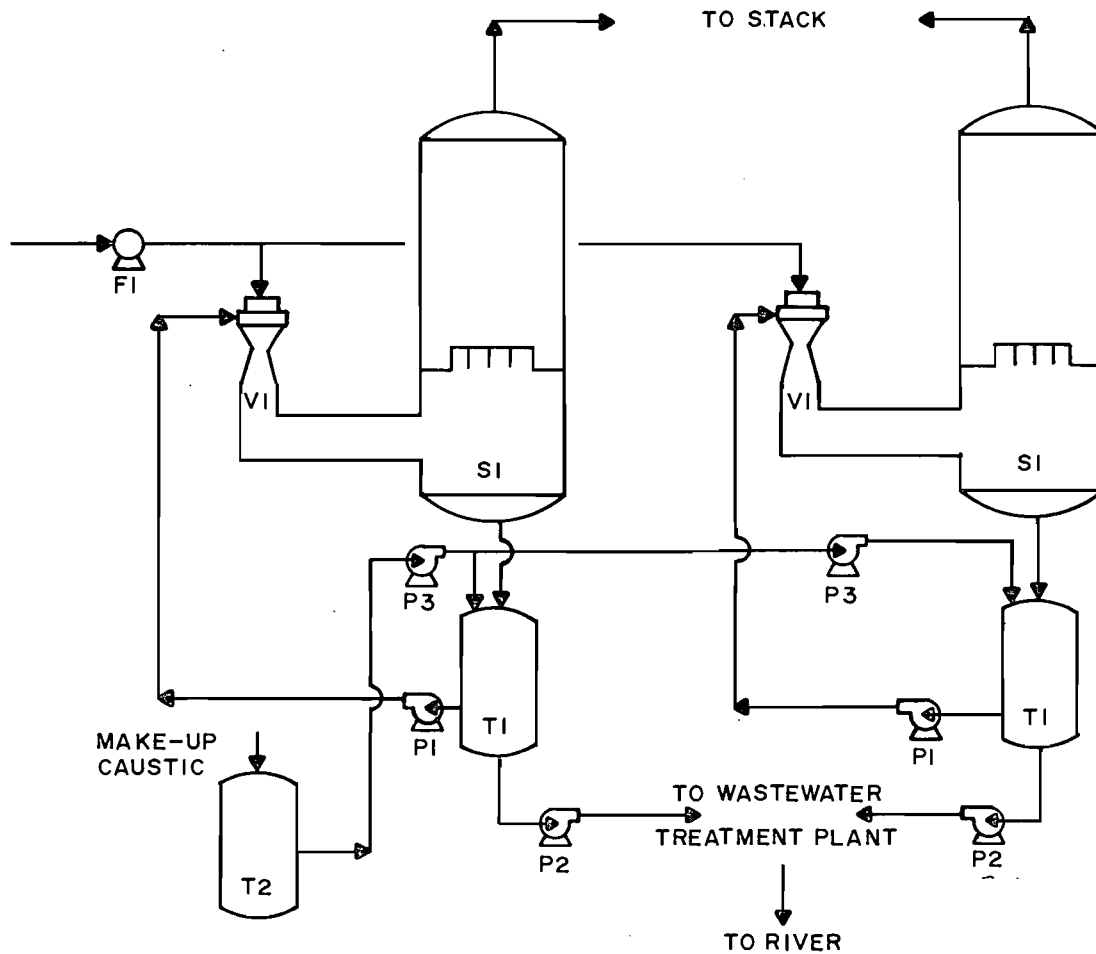 TO STACK
F1
V1
V1
S1
S1
P3
P3
T1
T1
P1
P1
MAKE-UP
CAUSTIC
T2
TO WASTEWATER
TREATMENT PLANT
P2
P2
TO RIVER